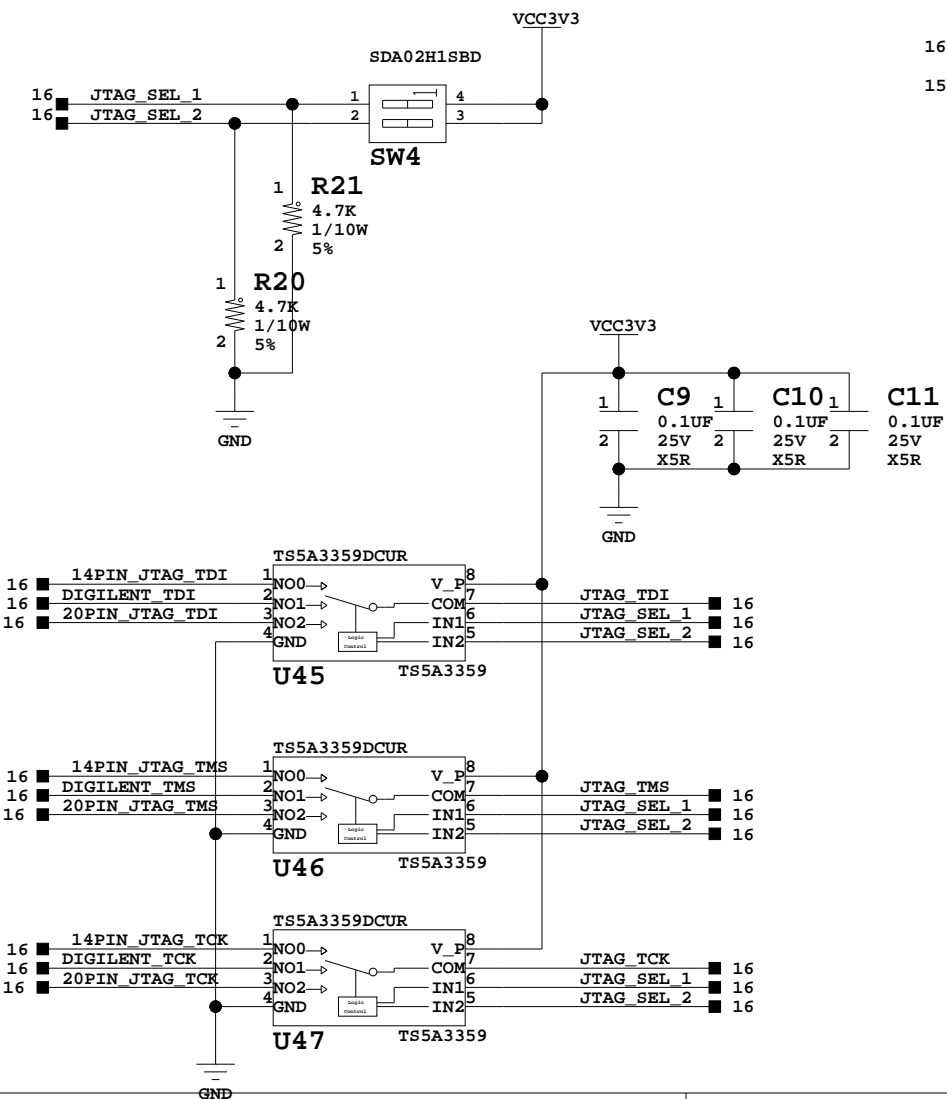 VCC3V3
SDA02H1SBD
16
15
16 JTAG_SEL_1 1 4
16 JTAG_SEL_2 2 3
SW4
1 R21
4.7K
1/10W
2 5%
1 R20
4.7K
1/10W
2 5%
GND
VCC3V3
1 C9 1 C10 1 C11
0.1UF 0.1UF 0.1UF
2 25V 2 25V 2 25V
X5R X5R X5R
GND
TS5A3359DCUR
16 14PIN_JTAG_TDI 1 NO0 V_P 8
16 DIGILENT_TDI 2 NO1 COM 7 JTAG_TDI 16
16 20PIN_JTAG_TDI 3 NO2 IN1 6 JTAG_SEL_1 16
4 GND Logic Control IN2 5 JTAG_SEL_2 16
U45 TS5A3359
TS5A3359DCUR
16 14PIN_JTAG_TMS 1 NO0 V_P 8
16 DIGILENT_TMS 2 NO1 COM 7 JTAG_TMS 16
16 20PIN_JTAG_TMS 3 NO2 IN1 6 JTAG_SEL_1 16
4 GND Logic Control IN2 5 JTAG_SEL_2 16
U46 TS5A3359
TS5A3359DCUR
16 14PIN_JTAG_TCK 1 NO0 V_P 8
16 DIGILENT_TCK 2 NO1 COM 7 JTAG_TCK 16
16 20PIN_JTAG_TCK 3 NO2 IN1 6 JTAG_SEL_1 16
4 GND Logic Control IN2 5 JTAG_SEL_2 16
U47 TS5A3359
GND